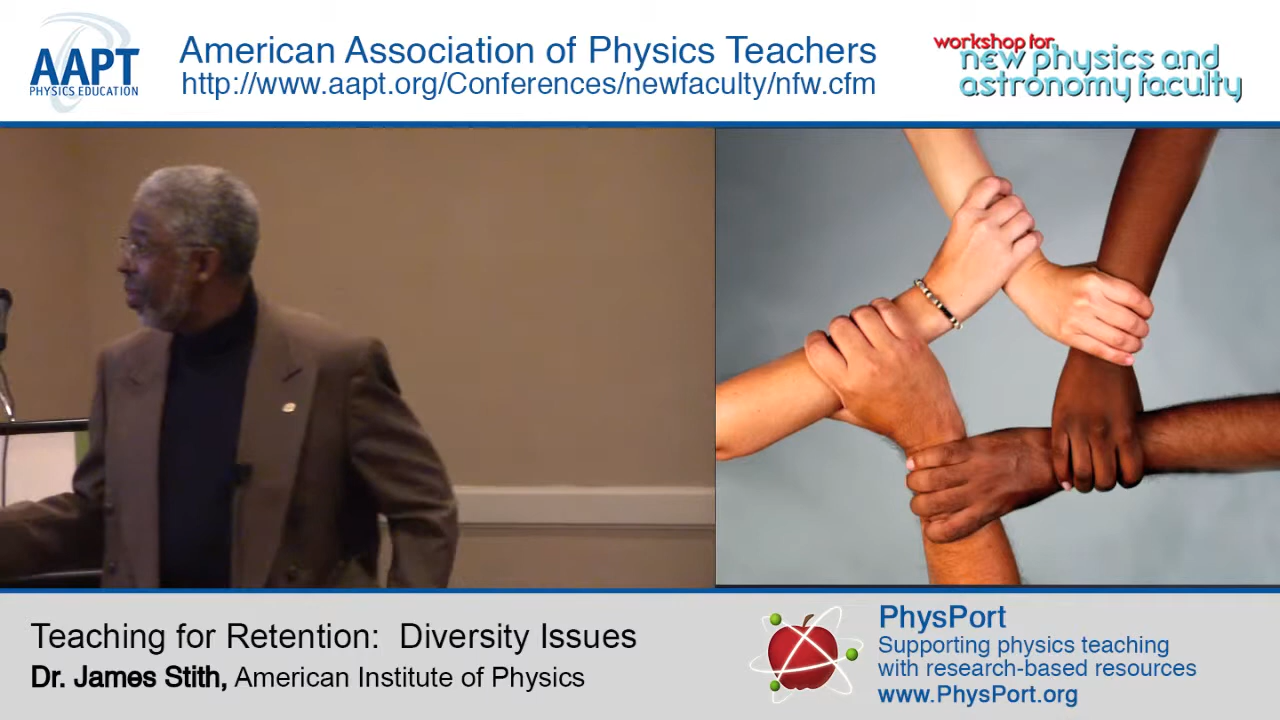 AAPT
PHYSICS EDUCATION
American Association of Physics Teachers
http://www.aapt.org/Conferences/newfaculty/nfw.cfm
workshop for
new physics and
astronomy faculty
Teaching for Retention: Diversity Issues
Dr. James Stith, American Institute of Physics
PhysPort
Supporting physics teaching
with research-based resources
www.PhysPort.org